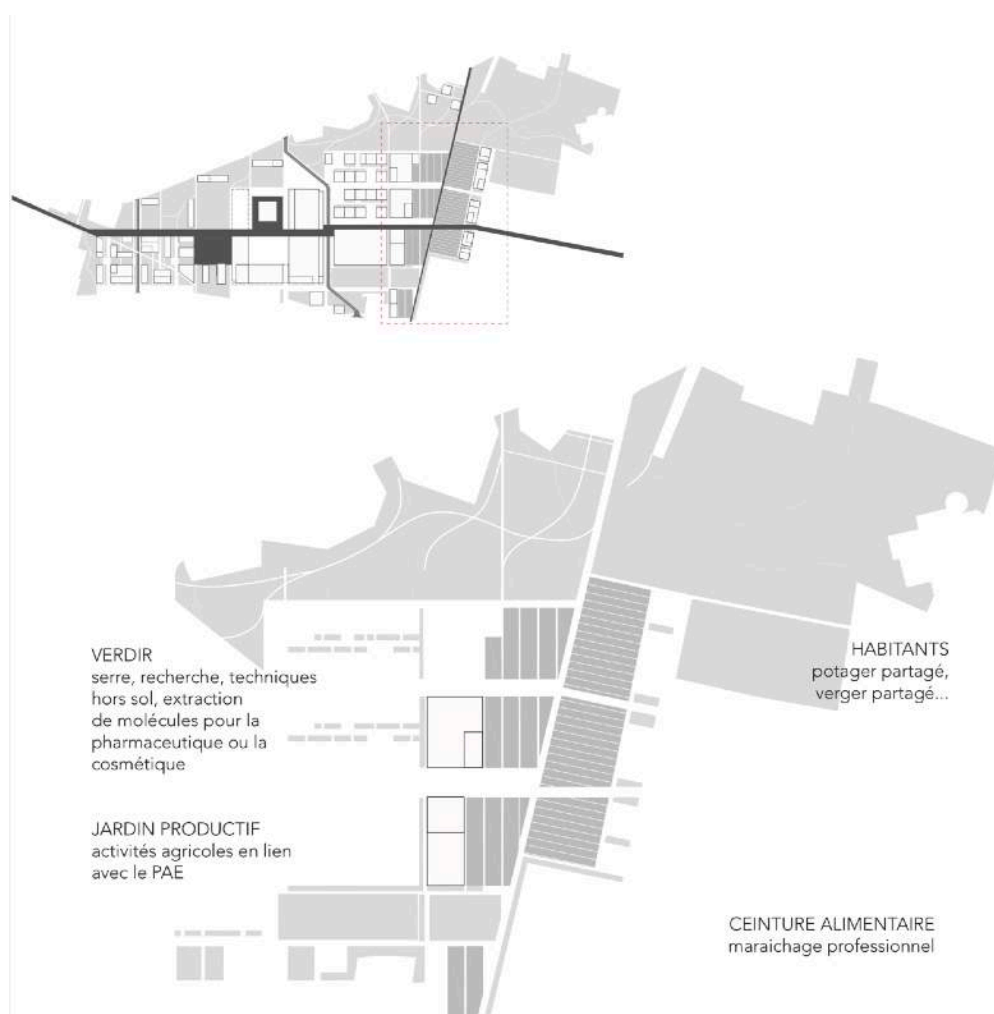 VERDIR
serre, recherche, techniques
hors sol, extraction
de molécules pour la
pharmaceutique ou la
cosmétique
JARDIN PRODUCTIF
activités agricoles en lien
avec le PAE
HABITANTS
potager partagé,
verger partagé...
CEINTURE ALIMENTAIRE
maraichage professionnel